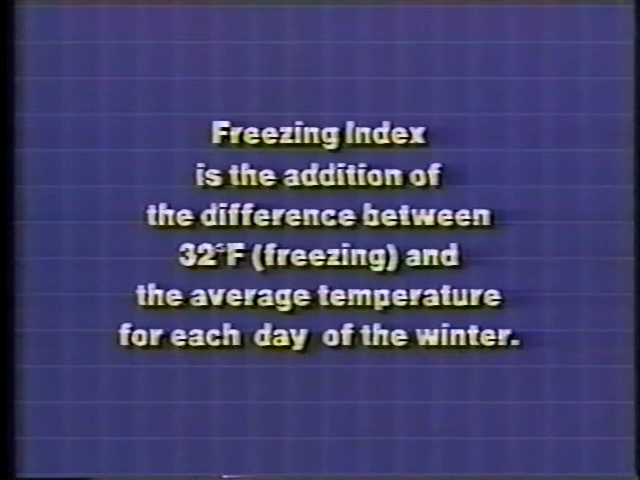 Freezing Index
is the addition of
the difference between
32°F (freezing) and
the average temperature
for each day of the winter.